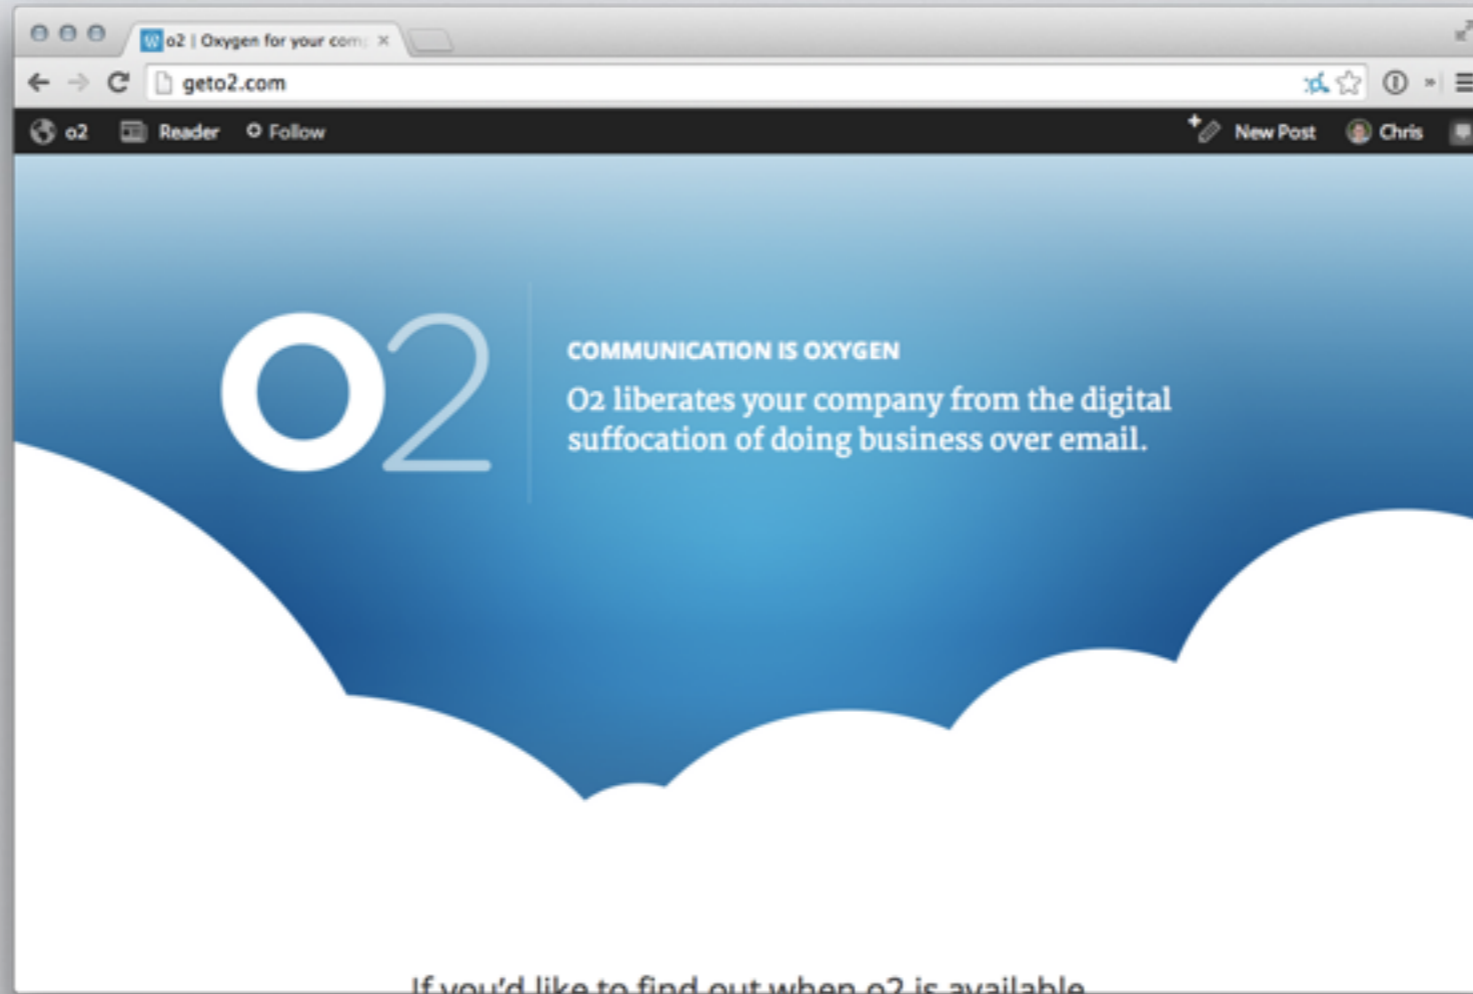 o2 | Oxygen for your com
geto2.com
o2 Reader Follow New Post Chris
O2
COMMUNICATION IS OXYGEN
O2 liberates your company from the digital
suffocation of doing business over email.
If you'd like to find out when o2 is available